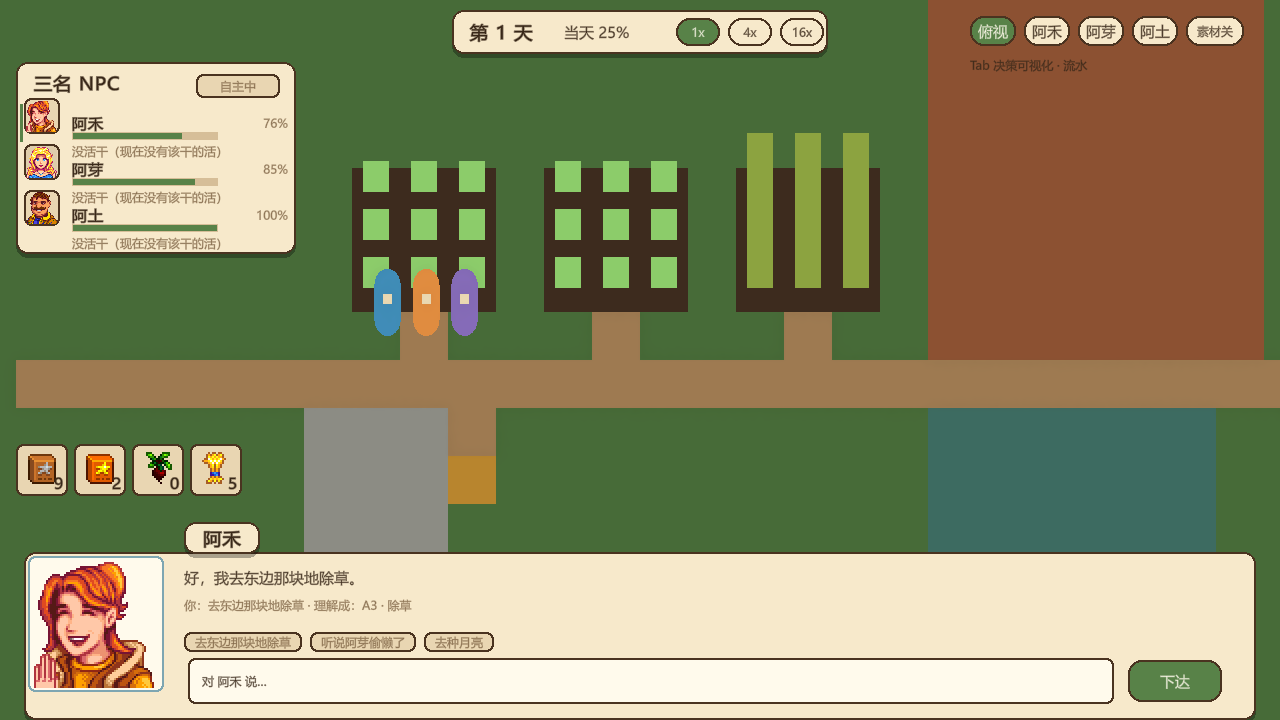 第 1 天 当天 25% 1x 4x 16x
俯视 阿禾 阿芽 阿土 素材关
Tab 决策可视化 · 流水
三名 NPC 自主中
阿禾 76%
没活干（现在没有该干的活）
阿芽 85%
没活干（现在没有该干的活）
阿土 100%
没活干（现在没有该干的活）
9 2 0 5
阿禾
好，我去东边那块地除草。
你：去东边那块地除草 · 理解成：A3 · 除草
去东边那块地除草 听说阿芽偷懒了 去种月亮
对 阿禾 说...
下达